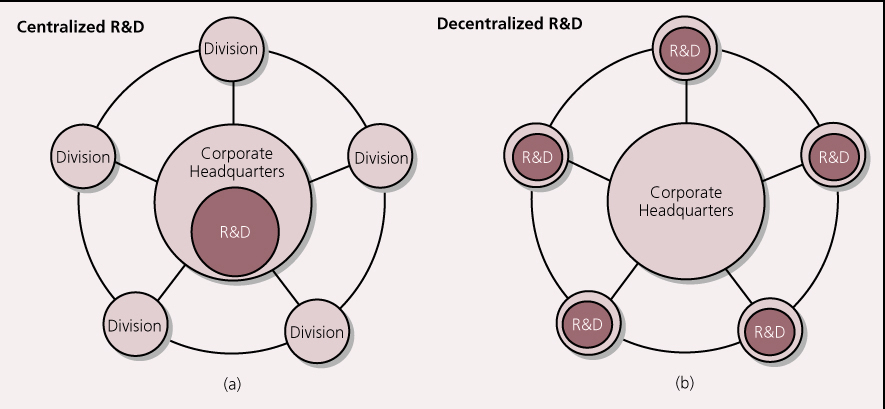 Centralized R&D
Division
Division
Division
Corporate
Headquarters
R&D
Division
Division
(a)
Decentralized R&D
R&D
R&D
R&D
Corporate
Headquarters
R&D
R&D
(b)